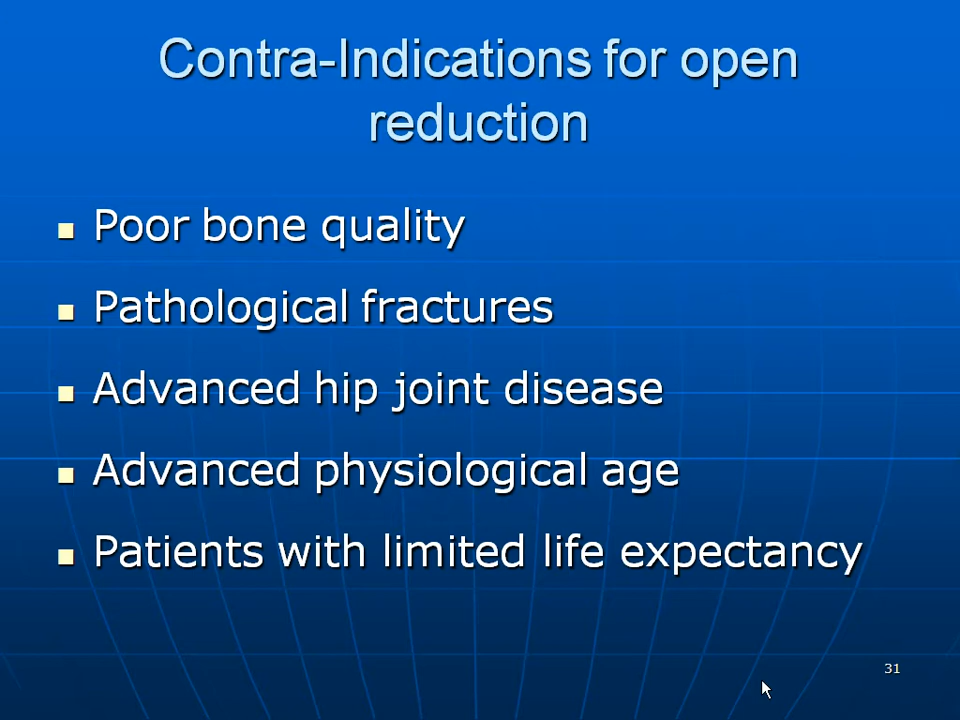 Contra-Indications for open
reduction
Poor bone quality
Pathological fractures
Advanced hip joint disease
Advanced physiological age
Patients with limited life expectancy
31